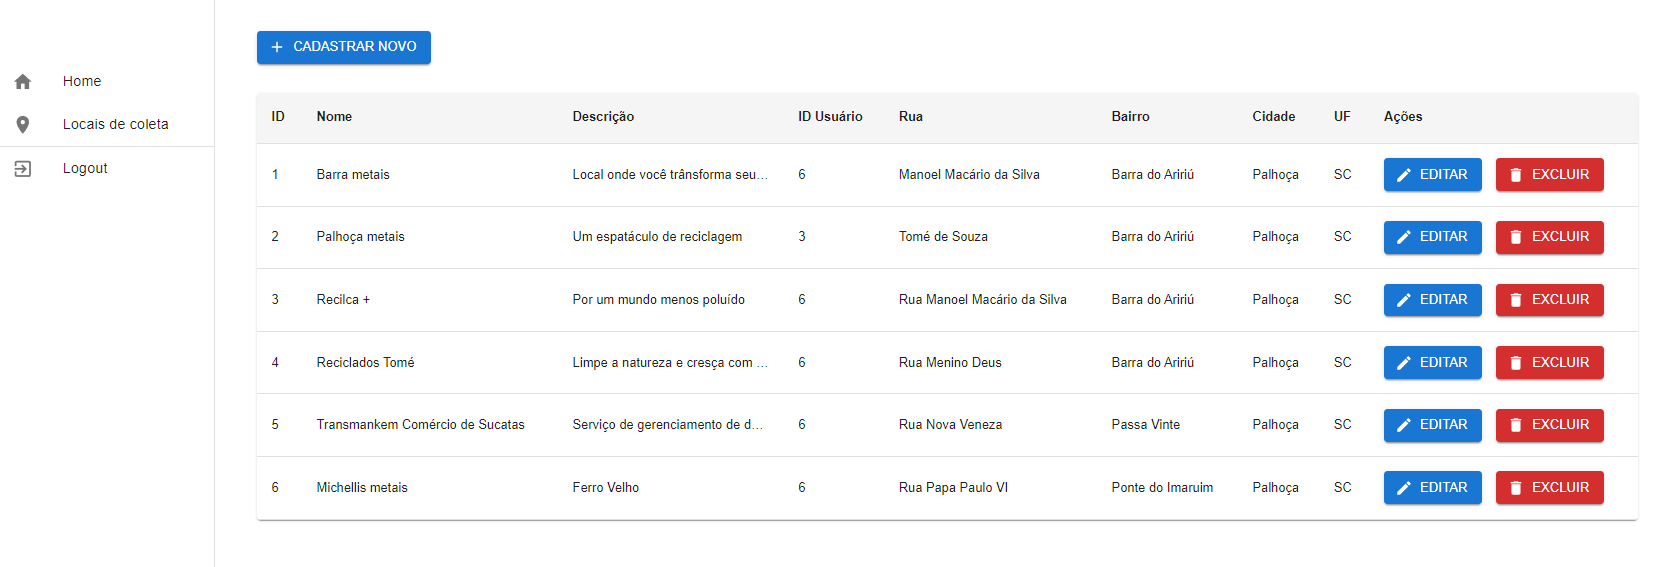 CADASTRAR NOVO
Home
Locais de coleta
Logout
ID Nome Descrição ID Usuário Rua Bairro Cidade UF Ações
1 Barra metais Local onde você trânsforma seu... 6 Manoel Macário da Silva Barra do Aririú Palhoça SC EDITAR EXCLUIR
2 Palhoça metais Um espatáculo de reciclagem 3 Tomé de Souza Barra do Aririú Palhoça SC EDITAR EXCLUIR
3 Recilca + Por um mundo menos poluído 6 Rua Manoel Macário da Silva Barra do Aririú Palhoça SC EDITAR EXCLUIR
4 Reciclados Tomé Limpe a natureza e cresça com ... 6 Rua Menino Deus Barra do Aririú Palhoça SC EDITAR EXCLUIR
5 Transmankem Comércio de Sucatas Serviço de gerenciamento de d... 6 Rua Nova Veneza Passa Vinte Palhoça SC EDITAR EXCLUIR
6 Michellis metais Ferro Velho 6 Rua Papa Paulo VI Ponte do Imaruim Palhoça SC EDITAR EXCLUIR